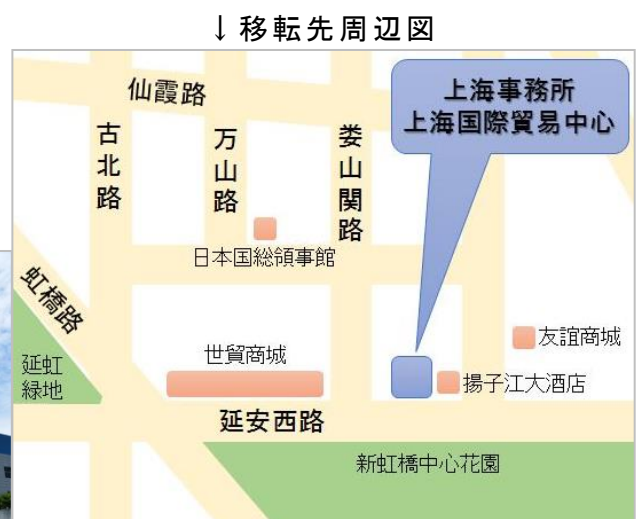 ↓移転先周辺図
仙霞路
上海事務所
上海国際貿易中心
古北路
万山路
娄山関路
日本国総領事館
虹橋路
延虹
緑地
世貿商城
友誼商城
揚子江大酒店
延安西路
新虹橋中心花園